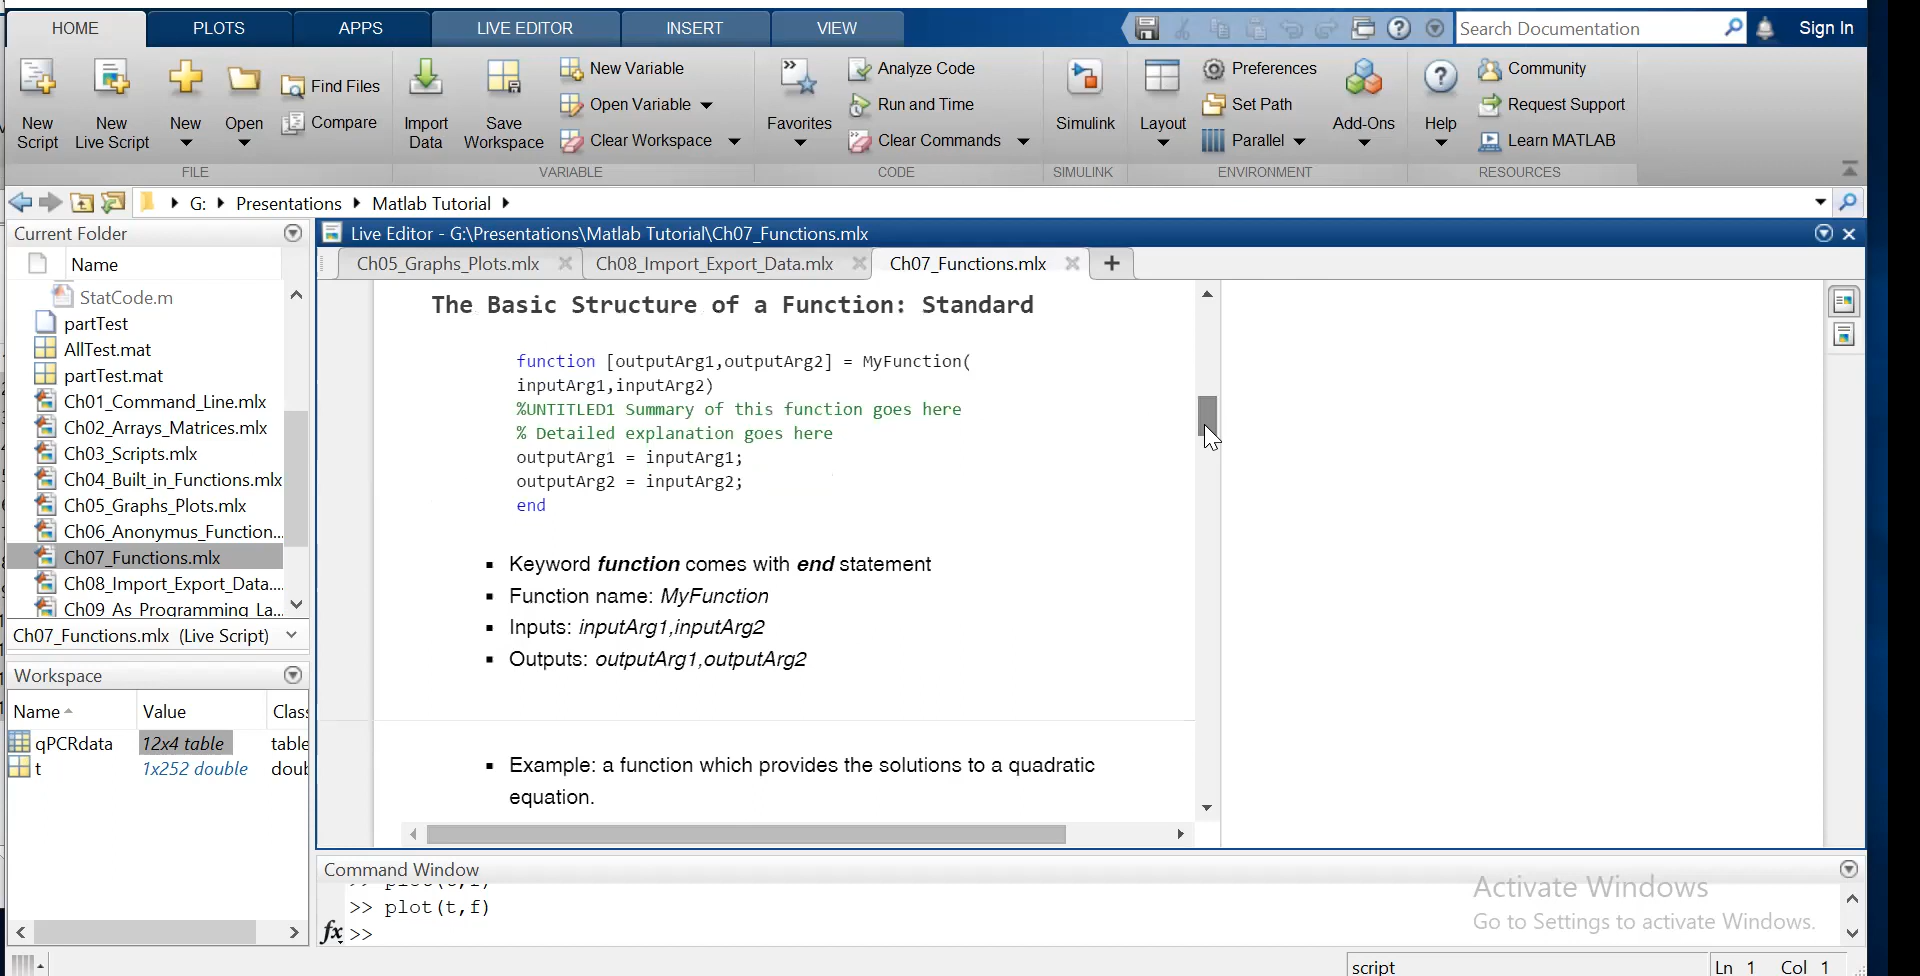 HOME PLOTS APPS LIVE EDITOR INSERT VIEW
Search Documentation
Sign In
New Script
New Live Script
New
Open
Find Files
Compare
FILE
Import Data
Save Workspace
New Variable
Open Variable
Clear Workspace
VARIABLE
Favorites
Analyze Code
Run and Time
Clear Commands
CODE
Simulink
SIMULINK
Layout
Preferences
Set Path
Parallel
Add-Ons
ENVIRONMENT
Help
Community
Request Support
Learn MATLAB
RESOURCES
G: Presentations Matlab Tutorial
Current Folder
Name
StatCode.m
partTest
AllTest.mat
partTest.mat
Ch01_Command_Line.mlx
Ch02_Arrays_Matrices.mlx
Ch03_Scripts.mlx
Ch04_Built_in_Functions.mlx
Ch05_Graphs_Plots.mlx
Ch06_Anonymus_Function...
Ch07_Functions.mlx
Ch08_Import_Export_Data....
Ch09_As_Programming_La...
Ch07_Functions.mlx (Live Script)
Workspace
Name Value Clas
qPCRdata 12x4 table table
t 1x252 double doub
Live Editor - G:\Presentations\Matlab Tutorial\Ch07_Functions.mlx
Ch05_Graphs_Plots.mlx Ch08_Import_Export_Data.mlx Ch07_Functions.mlx
The Basic Structure of a Function: Standard
function [outputArg1,outputArg2] = MyFunction(
inputArg1,inputArg2)
%UNTITLED1 Summary of this function goes here
% Detailed explanation goes here
outputArg1 = inputArg1;
outputArg2 = inputArg2;
end
▪ Keyword function comes with end statement
▪ Function name: MyFunction
▪ Inputs: inputArg1,inputArg2
▪ Outputs: outputArg1,outputArg2
▪ Example: a function which provides the solutions to a quadratic
equation.
Command Window
>> plot(t,f)
>> plot(t,f)
fx >>
Activate Windows
Go to Settings to activate Windows.
script
Ln 1 Col 1